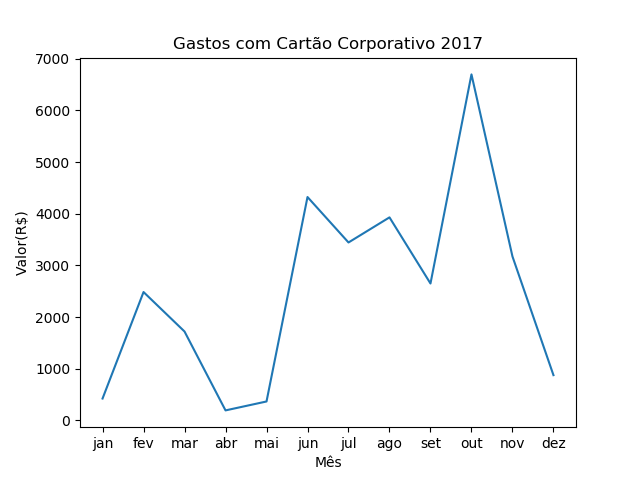 Gastos com Cartão Corporativo 2017
7000
6000
5000
4000
3000
2000
1000
0
Valor(R$)
jan fev mar abr mai jun jul ago set out nov dez
Mês